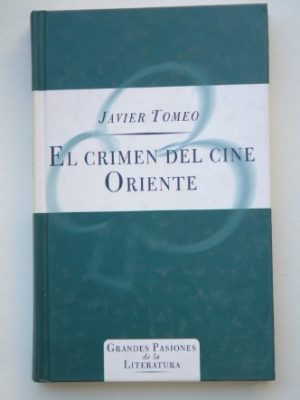 JAVIER TOMEO
EL CRIMEN DEL CINE
ORIENTE
GRANDES PASIONES
de la
LITERATURA